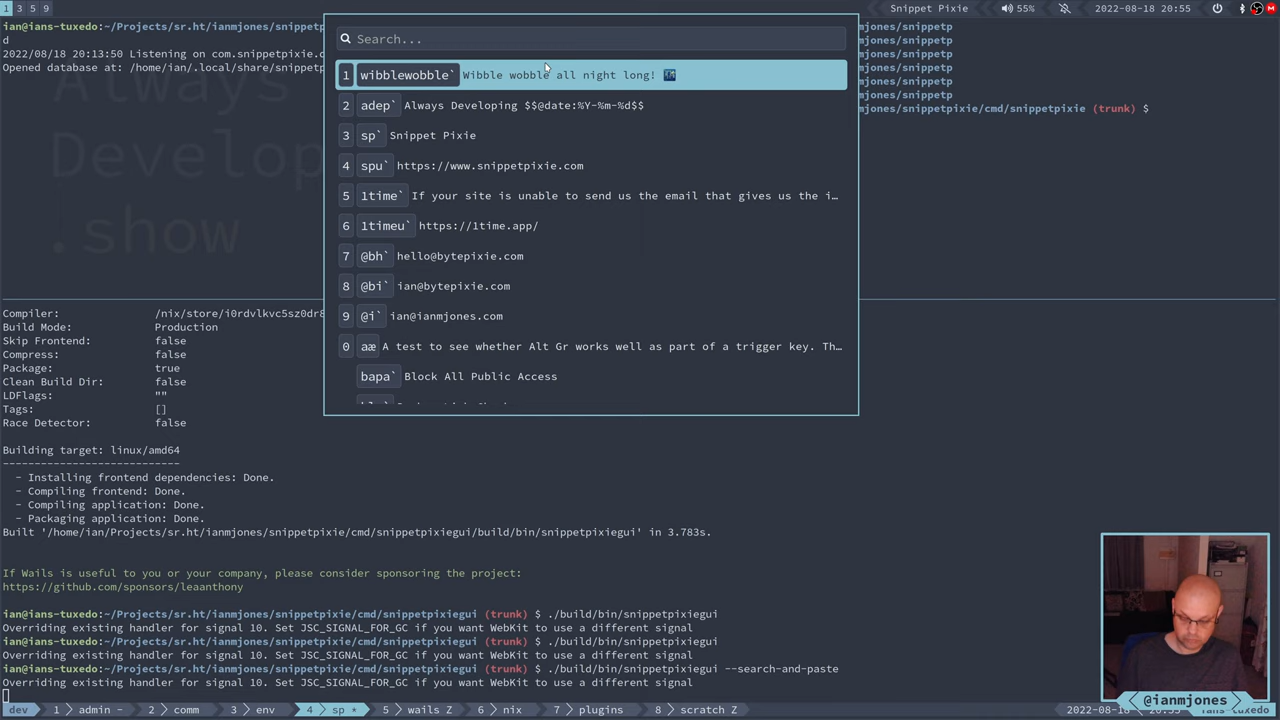 1 3 5 9
Snippet Pixie 55% 2022-08-18 20:55
ian@ians-tuxedo:~/Projects/sr.ht/ianmjones/snippetp
d
2022/08/18 20:13:50 Listening on com.snippetpixie.
Opened database at: /home/ian/.local/share/snippet
Always
Develop
.show
mjones/snippetp
mjones/snippetp
mjones/snippetp
mjones/snippetp
mjones/snippetp
mjones/snippetp
mjones/snippetpixie/cmd/snippetpixie (trunk) $
Search...
1 wibblewobble` Wibble wobble all night long! 🌃
2 adep` Always Developing $$@date:%Y-%m-%d$$
3 sp` Snippet Pixie
4 spu` https://www.snippetpixie.com
5 1time` If your site is unable to send us the email that gives us the i…
6 1timeu` https://1time.app/
7 @bh` hello@bytepixie.com
8 @bi` ian@bytepixie.com
9 @i` ian@ianmjones.com
0 aæ A test to see whether Alt Gr works well as part of a trigger key. Th…
bapa` Block All Public Access
Compiler: /nix/store/i0rdvlkvc5sz0dr8
Build Mode: Production
Skip Frontend: false
Compress: false
Package: true
Clean Build Dir: false
LDFlags: ""
Tags: []
Race Detector: false
Building target: linux/amd64
------------------------------
- Installing frontend dependencies: Done.
- Compiling frontend: Done.
- Compiling application: Done.
- Packaging application: Done.
Built '/home/ian/Projects/sr.ht/ianmjones/snippetpixie/cmd/snippetpixiegui/build/bin/snippetpixiegui' in 3.783s.
If Wails is useful to you or your company, please consider sponsoring the project:
https://github.com/sponsors/leaanthony
ian@ians-tuxedo:~/Projects/sr.ht/ianmjones/snippetpixie/cmd/snippetpixiegui (trunk) $ ./build/bin/snippetpixiegui
Overriding existing handler for signal 10. Set JSC_SIGNAL_FOR_GC if you want WebKit to use a different signal
ian@ians-tuxedo:~/Projects/sr.ht/ianmjones/snippetpixie/cmd/snippetpixiegui (trunk) $ ./build/bin/snippetpixiegui
Overriding existing handler for signal 10. Set JSC_SIGNAL_FOR_GC if you want WebKit to use a different signal
ian@ians-tuxedo:~/Projects/sr.ht/ianmjones/snippetpixie/cmd/snippetpixiegui (trunk) $ ./build/bin/snippetpixiegui --search-and-paste
Overriding existing handler for signal 10. Set JSC_SIGNAL_FOR_GC if you want WebKit to use a different signal
@ianmjones
dev 1 admin - 2 comm 3 env 4 sp * 5 wails Z 6 nix 7 plugins 8 scratch Z 2022-08-18